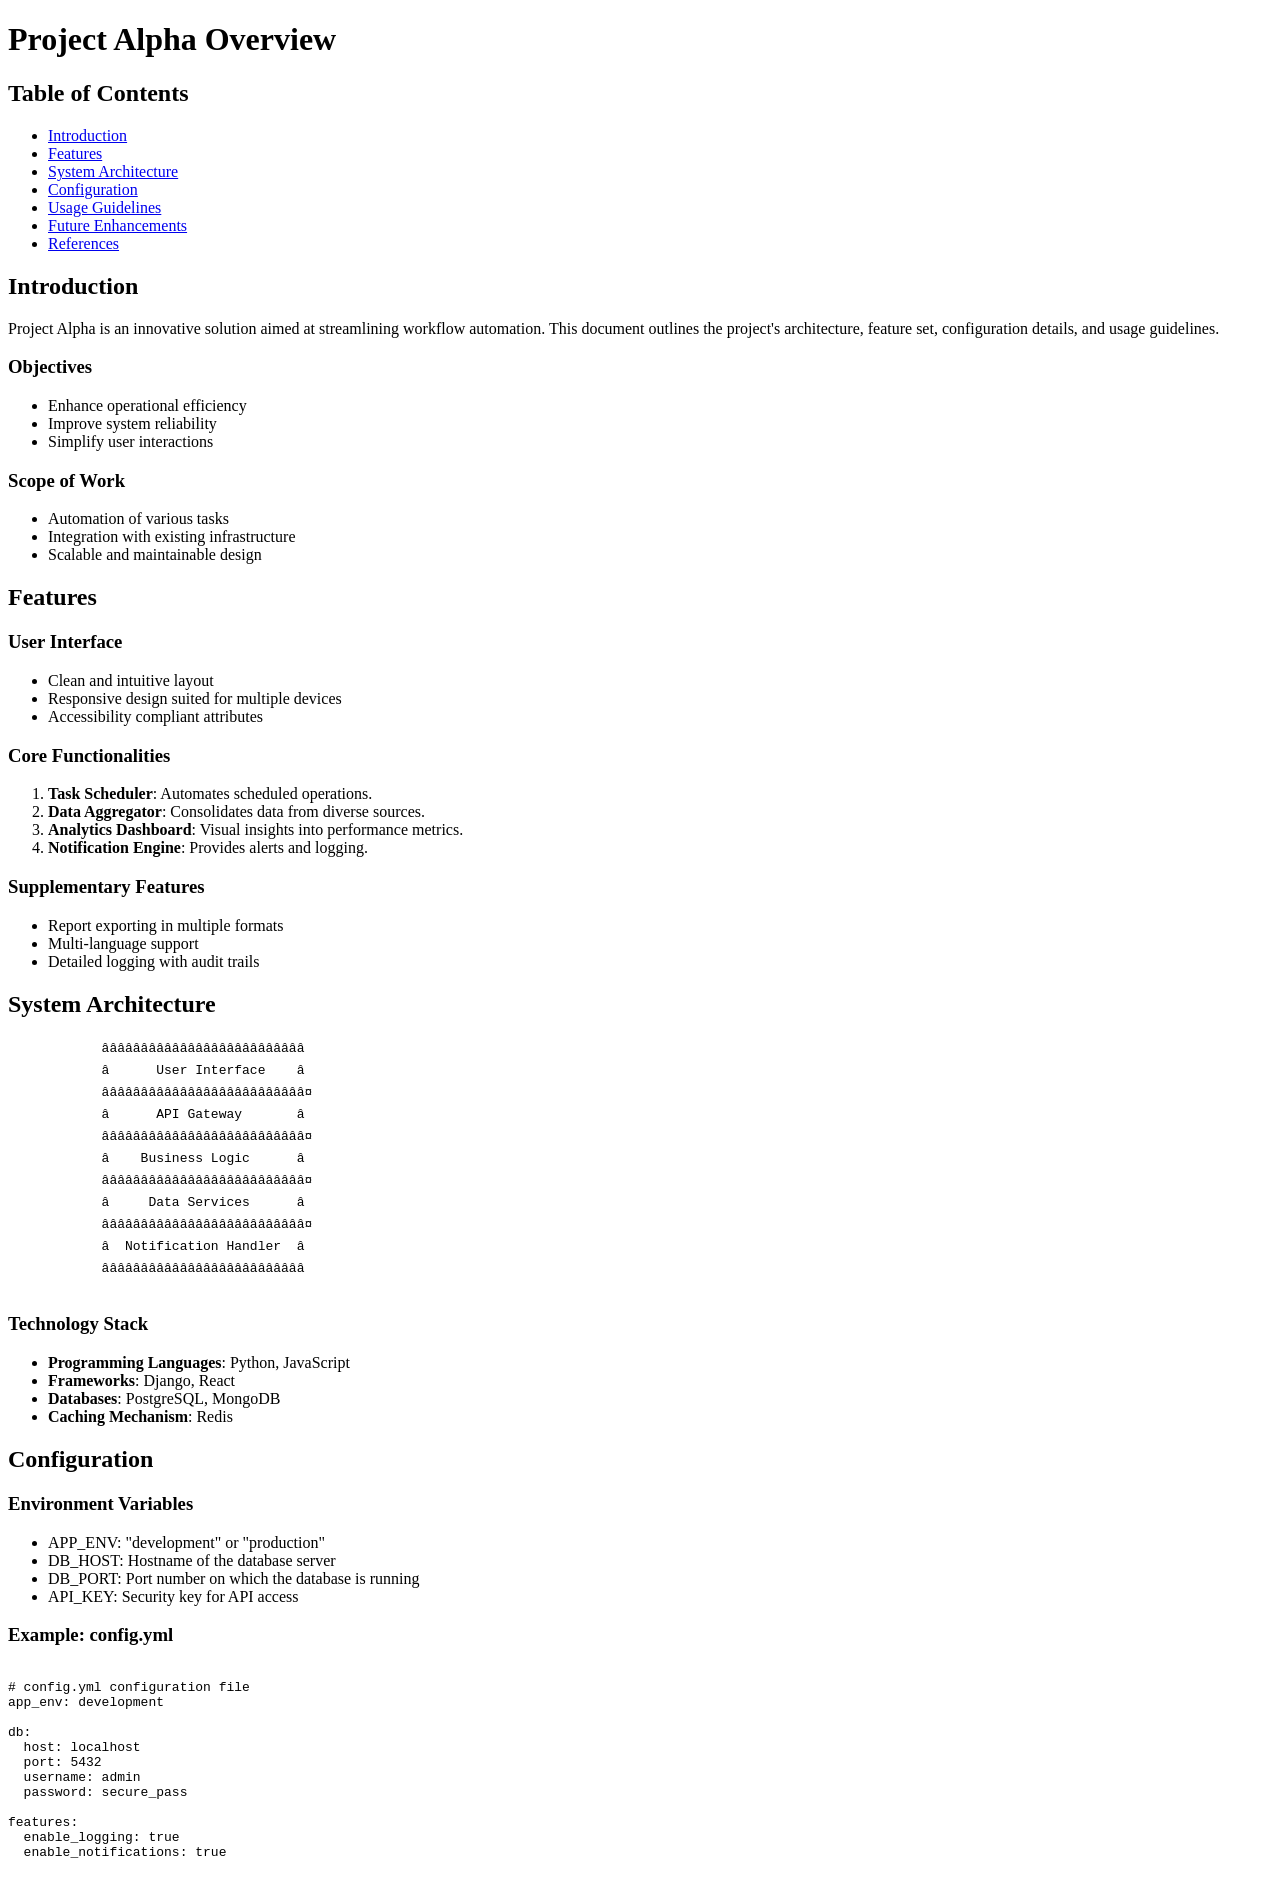 Project Alpha Overview
Table of Contents
Introduction
Features
System Architecture
Configuration
Usage Guidelines
Future Enhancements
References
Introduction
Project Alpha is an innovative solution aimed at streamlining workflow automation. This document outlines the project's architecture, feature set, configuration details, and usage guidelines.
Objectives
Enhance operational efficiency
Improve system reliability
Simplify user interactions
Scope of Work
Automation of various tasks
Integration with existing infrastructure
Scalable and maintainable design
Features
User Interface
Clean and intuitive layout
Responsive design suited for multiple devices
Accessibility compliant attributes
Core Functionalities
1. Task Scheduler: Automates scheduled operations.
2. Data Aggregator: Consolidates data from diverse sources.
3. Analytics Dashboard: Visual insights into performance metrics.
4. Notification Engine: Provides alerts and logging.
Supplementary Features
Report exporting in multiple formats
Multi-language support
Detailed logging with audit trails
System Architecture
ââââââââââââââââââââââââââ
â      User Interface    â
ââââââââââââââââââââââââââ¤
â      API Gateway       â
ââââââââââââââââââââââââââ¤
â    Business Logic      â
ââââââââââââââââââââââââââ¤
â     Data Services      â
ââââââââââââââââââââââââââ¤
â  Notification Handler  â
ââââââââââââââââââââââââââ
Technology Stack
Programming Languages: Python, JavaScript
Frameworks: Django, React
Databases: PostgreSQL, MongoDB
Caching Mechanism: Redis
Configuration
Environment Variables
APP_ENV: "development" or "production"
DB_HOST: Hostname of the database server
DB_PORT: Port number on which the database is running
API_KEY: Security key for API access
Example: config.yml
# config.yml configuration file
app_env: development
db:
  host: localhost
  port: 5432
  username: admin
  password: secure_pass
features:
  enable_logging: true
  enable_notifications: true